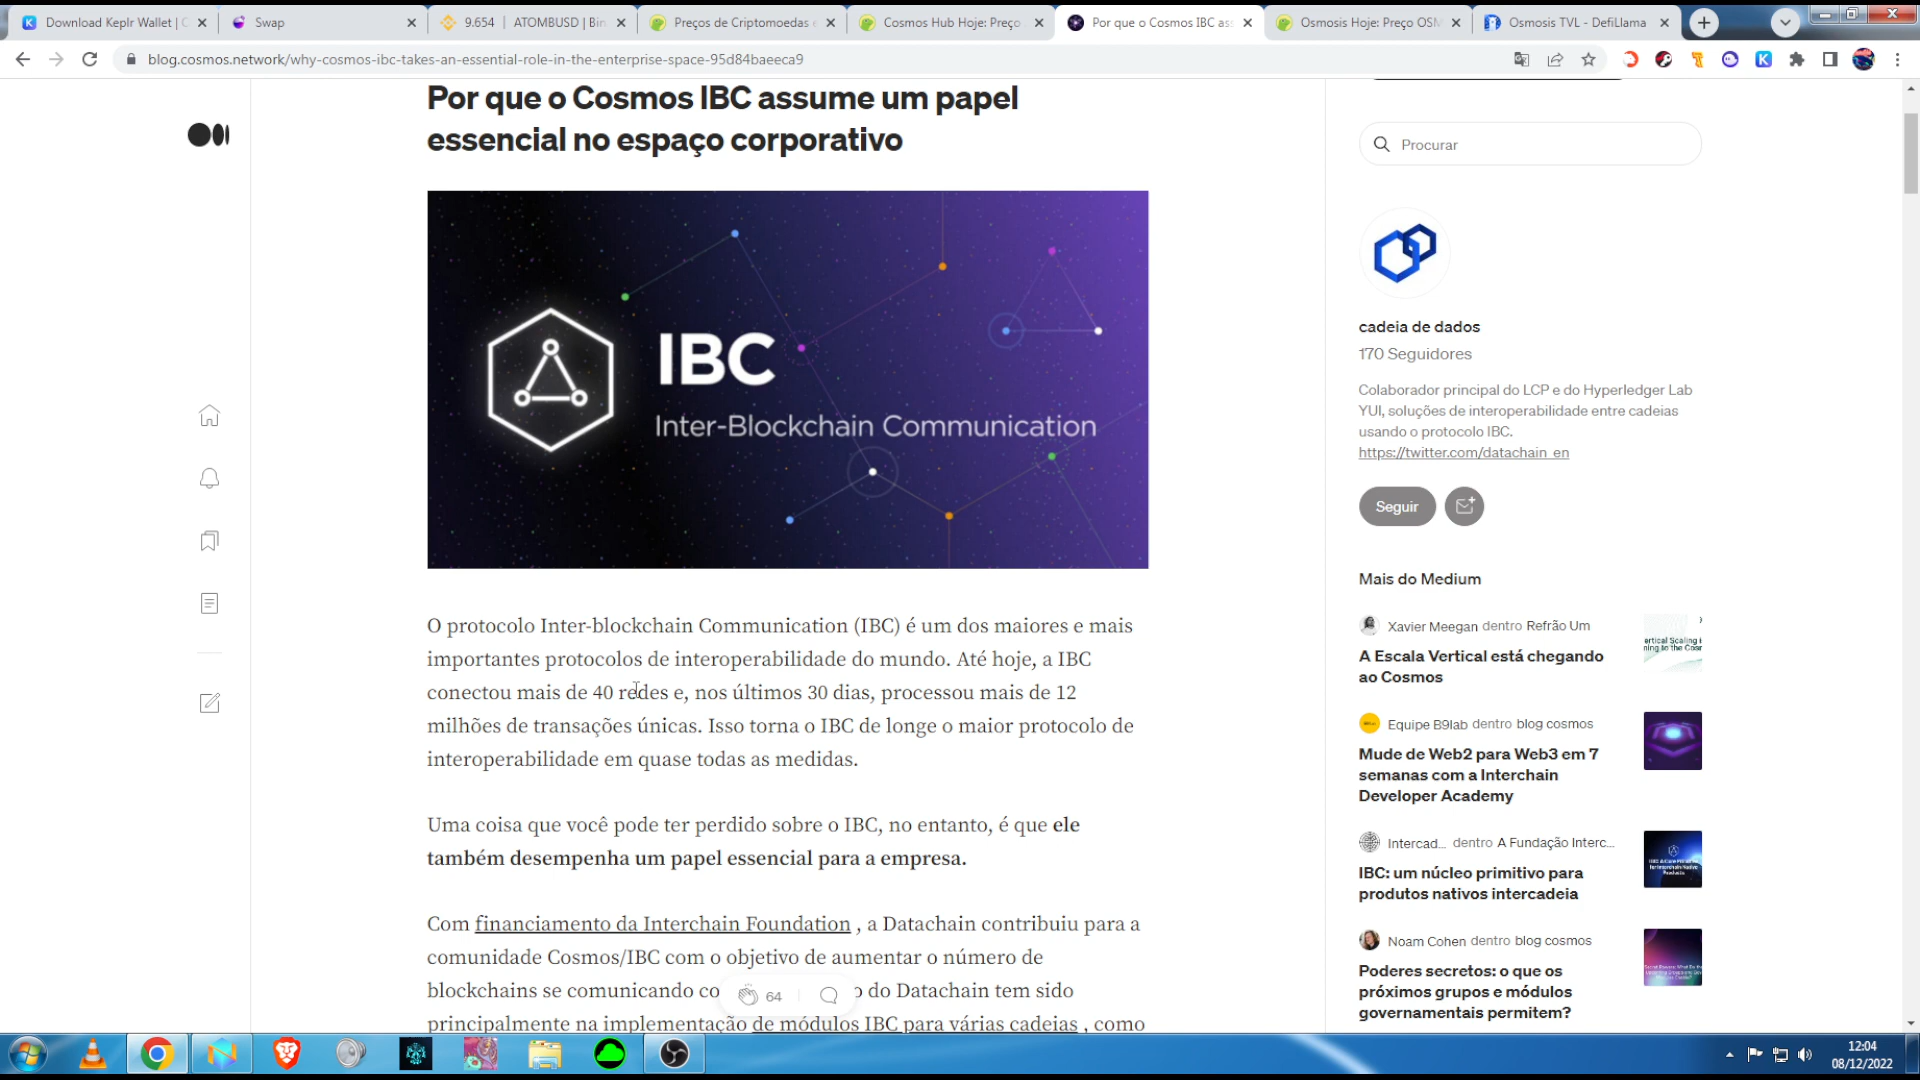 Download Keplr Wallet | C
Swap
9.654 | ATOMBUSD | Bin
Preços de Criptomoedas e
Cosmos Hub Hoje: Preço
Por que o Cosmos IBC ass
Osmosis Hoje: Preço OSM
Osmosis TVL - DefiLlama
blog.cosmos.network/why-cosmos-ibc-takes-an-essential-role-in-the-enterprise-space-95d84baeeca9
Por que o Cosmos IBC assume um papel
essencial no espaço corporativo
IBC
Inter-Blockchain Communication
O protocolo Inter-blockchain Communication (IBC) é um dos maiores e mais
importantes protocolos de interoperabilidade do mundo. Até hoje, a IBC
conectou mais de 40 redes e, nos últimos 30 dias, processou mais de 12
milhões de transações únicas. Isso torna o IBC de longe o maior protocolo de
interoperabilidade em quase todas as medidas.
Uma coisa que você pode ter perdido sobre o IBC, no entanto, é que ele
também desempenha um papel essencial para a empresa.
Com financiamento da Interchain Foundation , a Datachain contribuiu para a
comunidade Cosmos/IBC com o objetivo de aumentar o número de
blockchains se comunicando co
o do Datachain tem sido
64
principalmente na implementação de módulos IBC para várias cadeias , como
Procurar
cadeia de dados
170 Seguidores
Colaborador principal do LCP e do Hyperledger Lab
YUI, soluções de interoperabilidade entre cadeias
usando o protocolo IBC.
https://twitter.com/datachain_en
Seguir
Mais do Medium
Xavier Meegan dentro Refrão Um
A Escala Vertical está chegando
ao Cosmos
Equipe B9lab dentro blog cosmos
Mude de Web2 para Web3 em 7
semanas com a Interchain
Developer Academy
Intercad... dentro A Fundação Interc...
IBC: um núcleo primitivo para
produtos nativos intercadeia
Noam Cohen dentro blog cosmos
Poderes secretos: o que os
próximos grupos e módulos
governamentais permitem?
12:04
08/12/2022